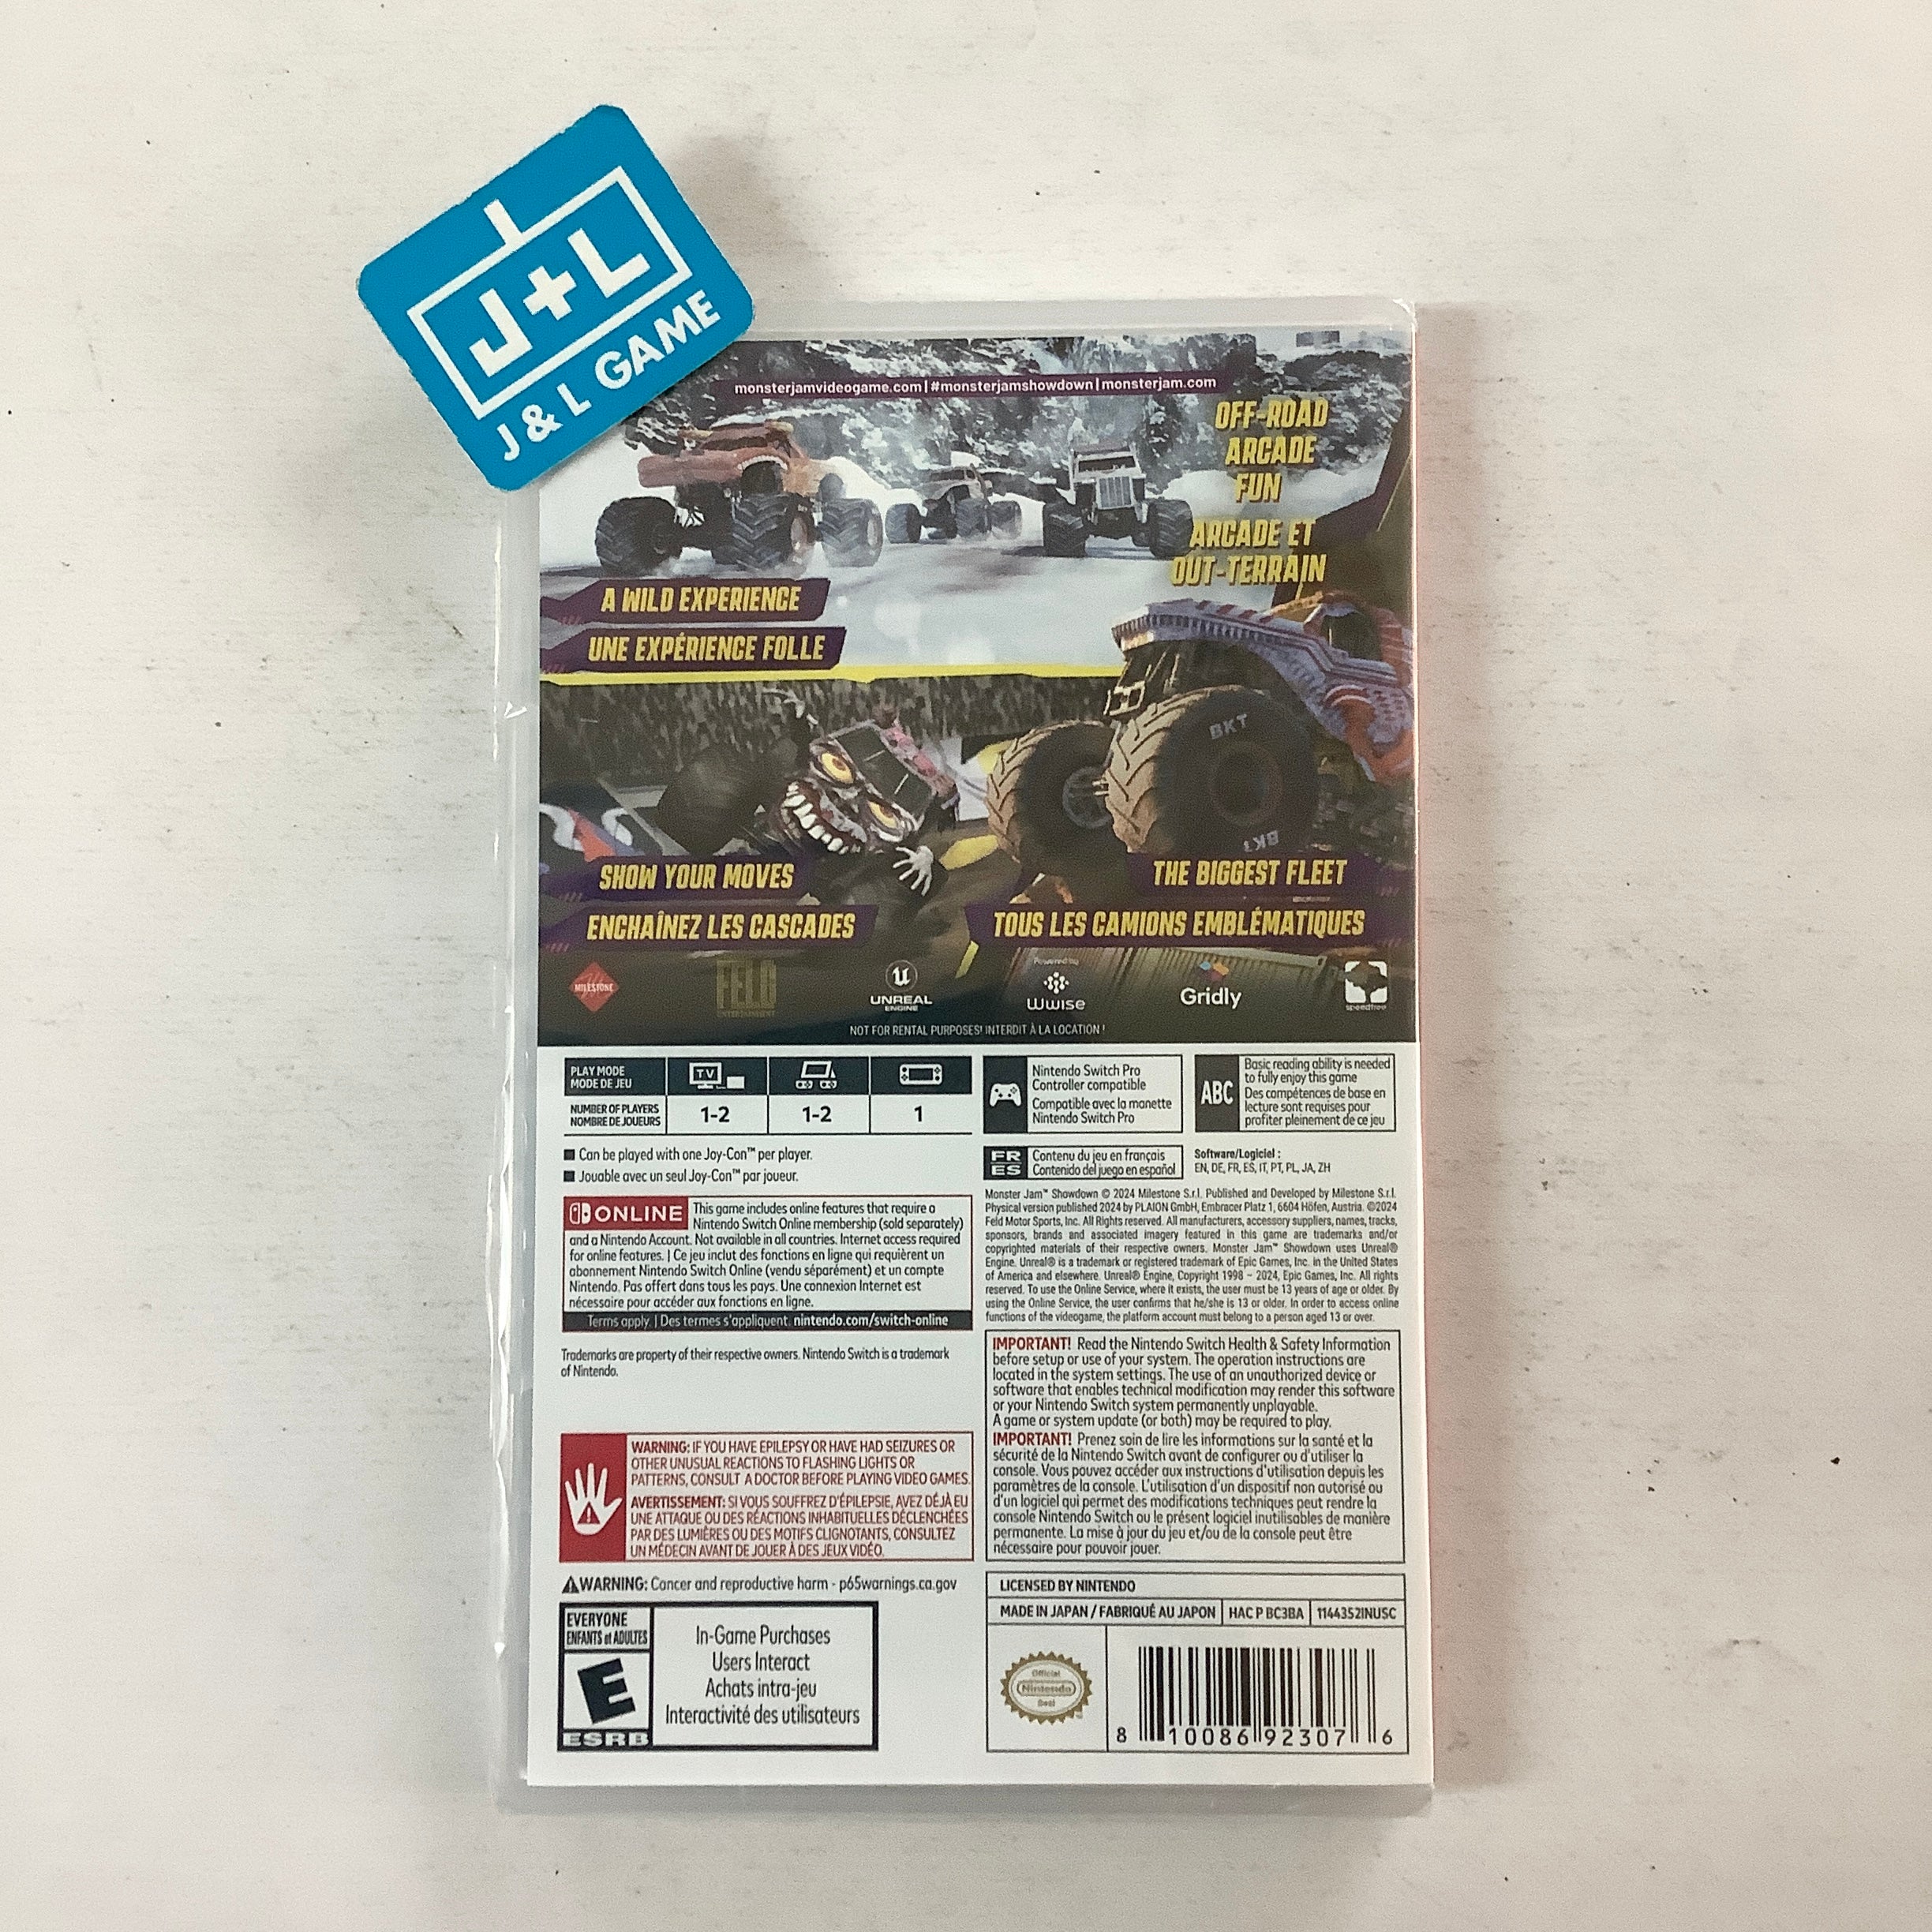 J+L
J & L GAME
monsterjamvideogame.com | #monsterjamshowdown | monsterjam.com
OFF-ROAD
ARCADE
FUN
ARCADE ET
OUT-TERRAIN
A WILD EXPERIENCE
UNE EXPÉRIENCE FOLLE
BKT
BKT
SHOW YOUR MOVES
ENCHAÎNEZ LES CASCADES
THE BIGGEST FLEET
TOUS LES CAMIONS EMBLÉMATIQUES
MILESTONE
FELD
ENTERTAINMENT
UNREAL
ENGINE
Powered by
Wwise
Gridly
speedtree
NOT FOR RENTAL PURPOSES! INTERDIT À LA LOCATION !
PLAY MODE
MODE DE JEU
TV
NUMBER OF PLAYERS
NOMBRE DE JOUEURS
1-2
1-2
1
Can be played with one Joy-Con™ per player.
Jouable avec un seul Joy-Con™ par joueur.
Nintendo Switch Pro
Controller compatible
Compatible avec la manette
Nintendo Switch Pro
ABC
Basic reading ability is needed
to fully enjoy this game
Des compétences de base en
lecture sont requises pour
profiter pleinement de ce jeu
FR
ES
Contenu du jeu en français
Contenido del juego en español
Software/Logiciel :
EN, DE, FR, ES, IT, PT, PL, JA, ZH
ONLINE
This game includes online features that require a
Nintendo Switch Online membership (sold separately)
and a Nintendo Account. Not available in all countries. Internet access required
for online features. | Ce jeu inclut des fonctions en ligne qui requièrent un
abonnement Nintendo Switch Online (vendu séparément) et un compte
Nintendo. Pas offert dans tous les pays. Une connexion Internet est
nécessaire pour accéder aux fonctions en ligne.
Terms apply. | Des termes s'appliquent. nintendo.com/switch-online
Trademarks are property of their respective owners. Nintendo Switch is a trademark
of Nintendo.
Monster Jam™ Showdown © 2024 Milestone S.r.l. Published and Developed by Milestone S.r.l.
Physical version published 2024 by PLAION GmbH, Embracer Platz 1, 6604 Höfen, Austria. ©2024
Feld Motor Sports, Inc. All Rights reserved. All manufacturers, accessory suppliers, names, tracks,
sponsors, brands and associated imagery featured in this game are trademarks and/or
copyrighted materials of their respective owners. Monster Jam™ Showdown uses Unreal®
Engine. Unreal® is a trademark or registered trademark of Epic Games, Inc. in the United States
of America and elsewhere. Unreal® Engine, Copyright 1998 – 2024, Epic Games, Inc. All rights
reserved. To use the Online Service, where it exists, the user must be 13 years of age or older. By
using the Online Service, the user confirms that he/she is 13 or older. In order to access online
functions of the videogame, the platform account must belong to a person aged 13 or over.
IMPORTANT! Read the Nintendo Switch Health & Safety Information
before setup or use of your system. The operation instructions are
located in the system settings. The use of an unauthorized device or
software that enables technical modification may render this software
or your Nintendo Switch system permanently unplayable.
A game or system update (or both) may be required to play.
IMPORTANT! Prenez soin de lire les informations sur la santé et la
sécurité de la Nintendo Switch avant de configurer ou d'utiliser la
console. Vous pouvez accéder aux instructions d'utilisation depuis les
paramètres de la console. L'utilisation d'un dispositif non autorisé ou
d'un logiciel qui permet des modifications techniques peut rendre la
console Nintendo Switch ou le présent logiciel inutilisables de manière
permanente. La mise à jour du jeu et/ou de la console peut être
nécessaire pour pouvoir jouer.
WARNING: IF YOU HAVE EPILEPSY OR HAVE HAD SEIZURES OR
OTHER UNUSUAL REACTIONS TO FLASHING LIGHTS OR
PATTERNS, CONSULT A DOCTOR BEFORE PLAYING VIDEO GAMES.
AVERTISSEMENT: SI VOUS SOUFFREZ D'ÉPILEPSIE, AVEZ DÉJÀ EU
UNE ATTAQUE OU DES RÉACTIONS INHABITUELLES DÉCLENCHÉES
PAR DES LUMIÈRES OU DES MOTIFS CLIGNOTANTS, CONSULTEZ
UN MÉDECIN AVANT DE JOUER À DES JEUX VIDÉO.
WARNING: Cancer and reproductive harm - p65warnings.ca.gov
EVERYONE
ENFANTS et ADULTES
E
ESRB
In-Game Purchases
Users Interact
Achats intra-jeu
Interactivité des utilisateurs
LICENSED BY NINTENDO
MADE IN JAPAN / FABRIQUÉ AU JAPON
HAC P BC3BA
1144352INUSC
Official
Nintendo
Seal
8 10086 92307 6